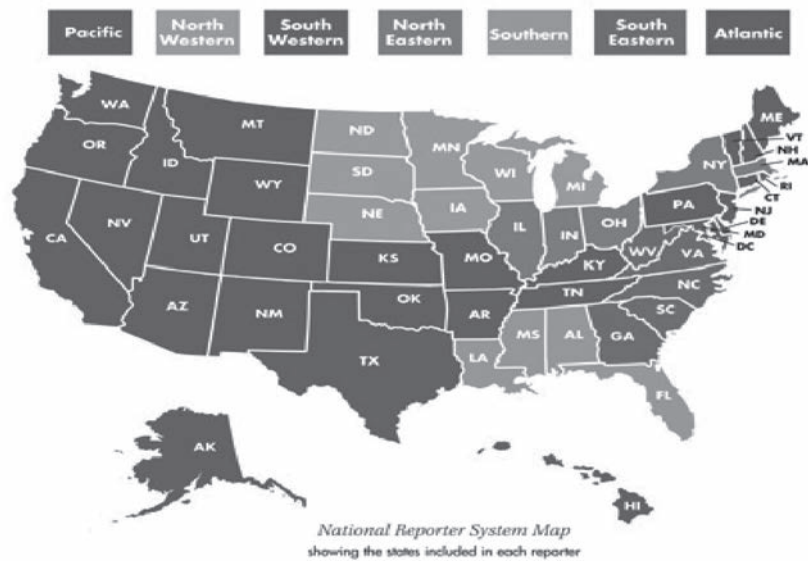 Pacific
North
Western
South
Western
North
Eastern
Southern
South
Eastern
Atlantic
WA
MT
ND
MN
ME
VT
NH
MA
OR
ID
SD
WI
MI
NY
RI
CT
WY
NE
IA
PA
NJ
DE
MD
DC
NV
UT
CO
IL
IN
OH
WV
VA
CA
KS
MO
KY
NC
AZ
NM
OK
AR
TN
SC
TX
LA
MS
AL
GA
FL
AK
HI
National Reporter System Map
showing the states included in each reporter